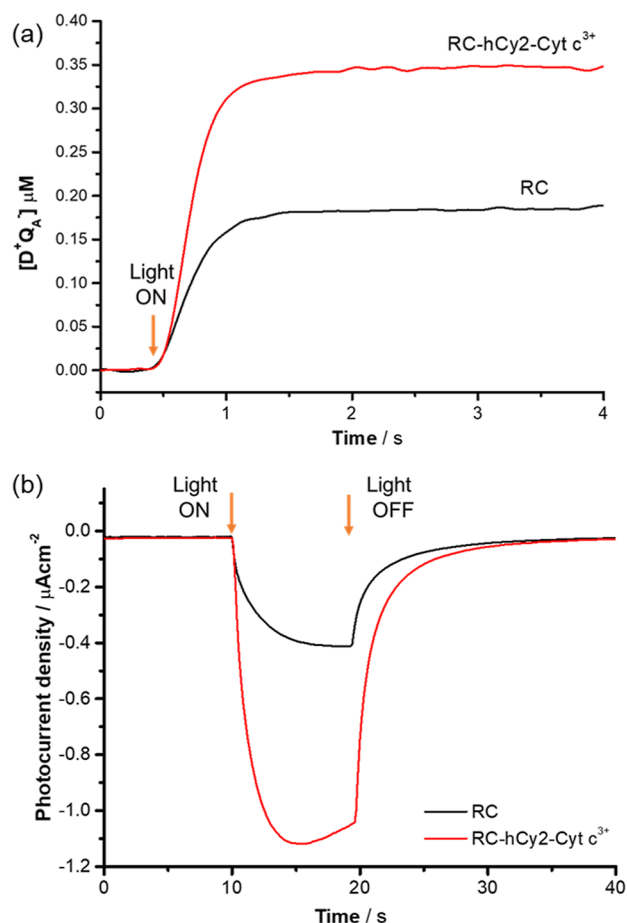 (a)
RC-hCy2-Cyt c³⁺
RC
Light
ON
[D⁺Q_A] μM
0.35
0.30
0.25
0.20
0.15
0.10
0.05
0.00
0
1
2
3
4
Time / s
(b)
Light
ON
Light
OFF
Photocurrent density / μAcm⁻²
0.0
-0.2
-0.4
-0.6
-0.8
-1.0
-1.2
RC
RC-hCy2-Cyt c³⁺
0
10
20
30
40
Time / s